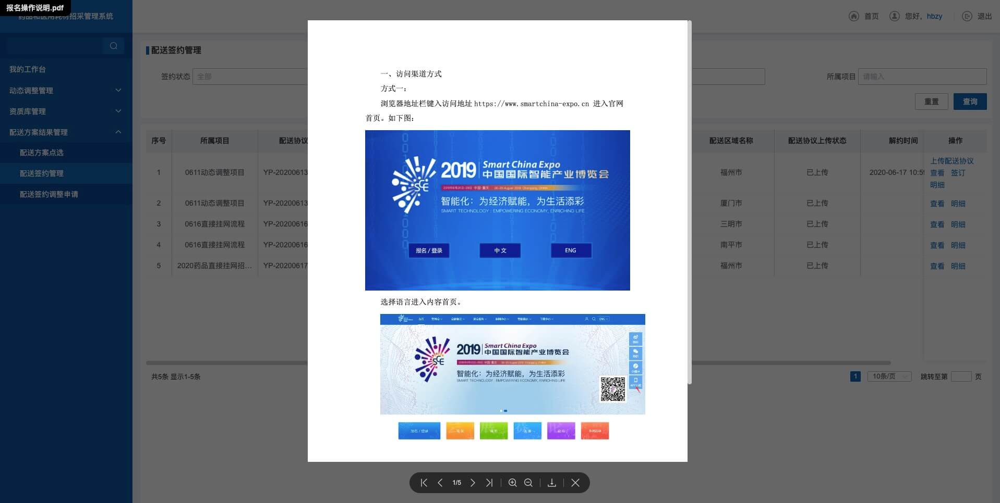 报名操作说明.pdf
药品和医用耗材招采管理系统
首页
您好，hbzy
退出
我的工作台
动态调整管理
资质库管理
配送方案结果管理
配送方案点选
配送签约管理
配送签约调整申请
配送签约管理
签约状态 全部
所属项目 请输入
重置 查询
序号 所属项目 配送协议 配送区域名称 配送协议上传状态 解约时间 操作
1 0611动态调整项目 YP-20200613 福州市 已上传 2020-06-17 10:59 上传配送协议
查看 签订
明细
2 0611动态调整项目 YP-20200613 厦门市 已上传 查看 明细
3 0616直接挂网流程 YP-20200616 三明市 已上传 查看 明细
4 0616直接挂网流程 YP-20200616 南平市 已上传 查看 明细
5 2020药品直接挂网招... YP-20200617 福州市 已上传 查看 明细
共5条 显示1-5条
1 10条/页 跳转至第 页
一、访问渠道方式
方式一：
浏览器地址栏键入访问地址 https://www.smartchina-expo.cn 进入官网
首页。如下图：
SCE
2019 Smart China Expo
中国国际智能产业博览会
智能化：为经济赋能，为生活添彩
SMART TECHNOLOGY : EMPOWERING ECONOMY, ENRICHING LIFE
报名 / 登录 中 文 ENG
选择语言进入内容首页。
首页
ENG
SCE
2019 Smart China Expo
中国国际智能产业博览会
智能化：为经济赋能，为生活添彩
SMART TECHNOLOGY : EMPOWERING ECONOMY, ENRICHING LIFE
报名 / 登录
1/5